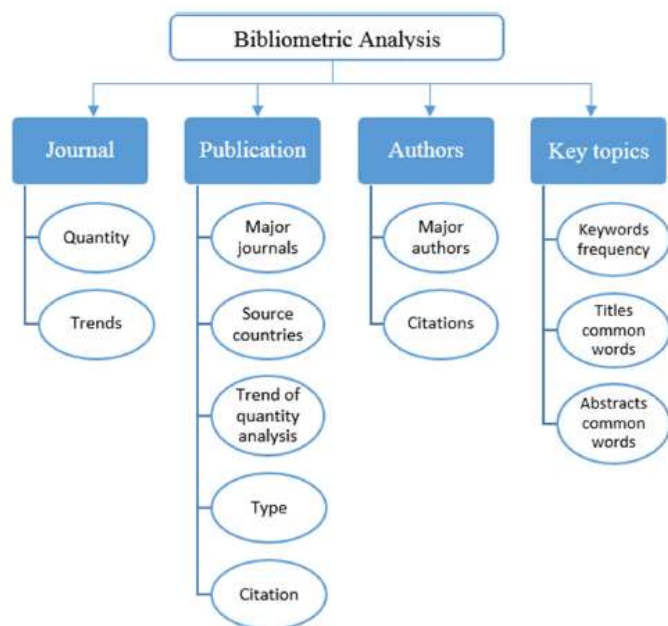 Bibliometric Analysis
Journal
Publication
Authors
Key topics
Quantity
Trends
Major
journals
Source
countries
Trend of
quantity
analysis
Type
Citation
Major
authors
Citations
Keywords
frequency
Titles
common
words
Abstracts
common
words